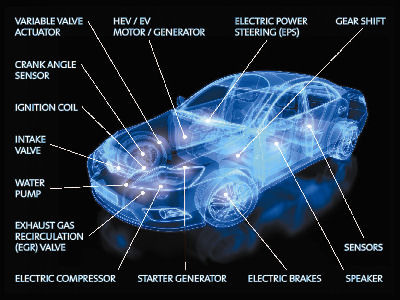 VARIABLE VALVE
ACTUATOR
HEV / EV
MOTOR / GENERATOR
ELECTRIC POWER
STEERING (EPS)
GEAR SHIFT
CRANK ANGLE
SENSOR
IGNITION COIL
INTAKE
VALVE
WATER
PUMP
EXHAUST GAS
RECIRCULATION
(EGR) VALVE
SENSORS
ELECTRIC COMPRESSOR
STARTER GENERATOR
ELECTRIC BRAKES
SPEAKER